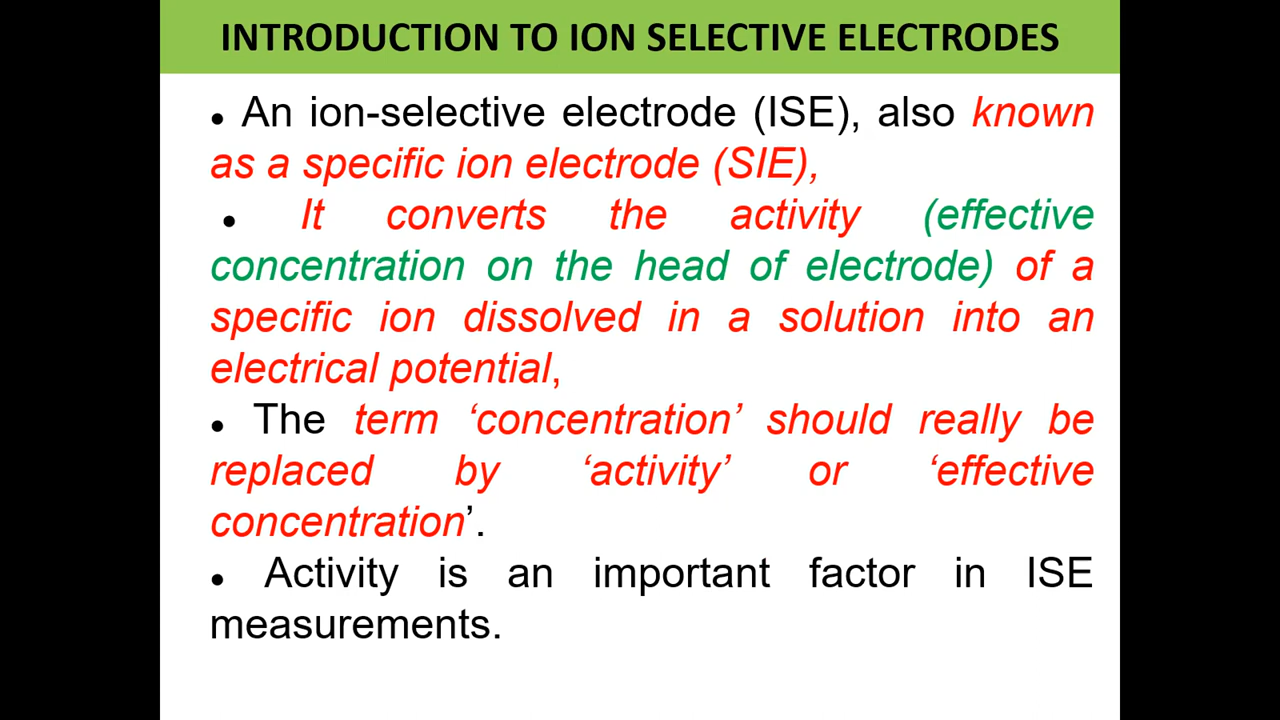 INTRODUCTION TO ION SELECTIVE ELECTRODES
• An ion-selective electrode (ISE), also known
as a specific ion electrode (SIE),
• It converts the activity (effective
concentration on the head of electrode) of a
specific ion dissolved in a solution into an
electrical potential,
• The term ‘concentration’ should really be
replaced by ‘activity’ or ‘effective
concentration’.
• Activity is an important factor in ISE
measurements.